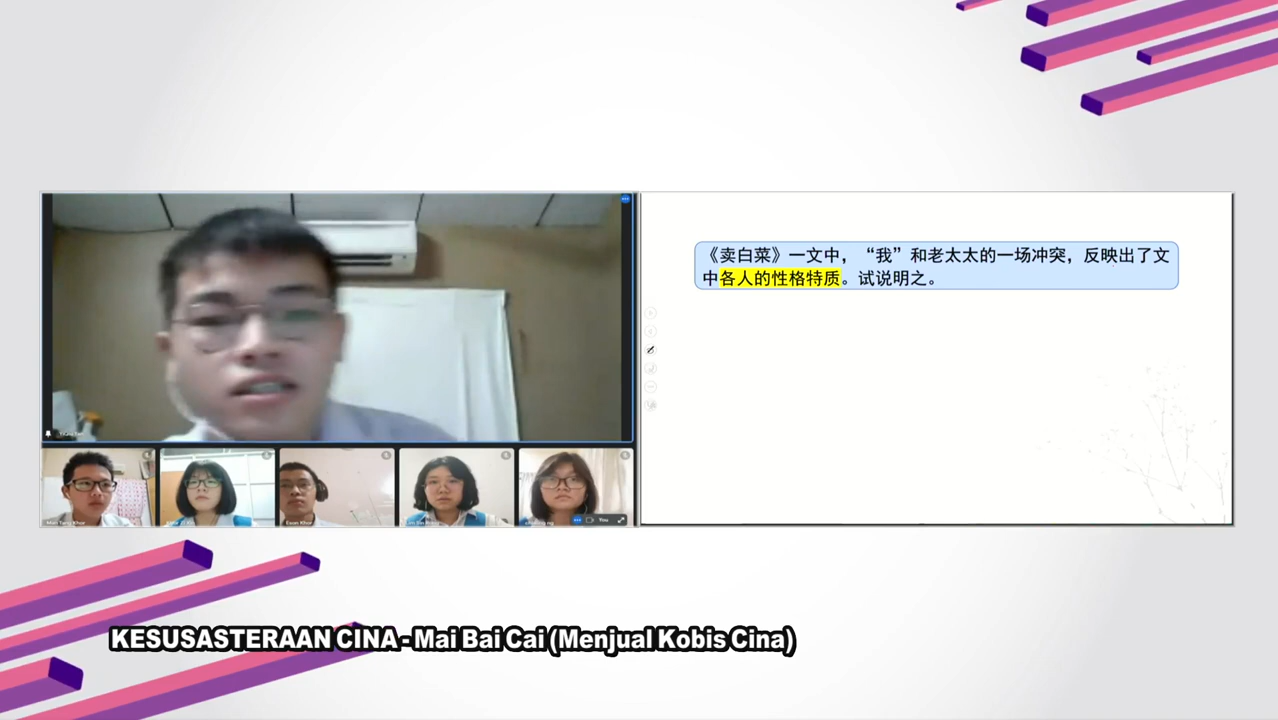 《卖白菜》一文中，“我”和老太太的一场冲突，反映出了文
中各人的性格特质。试说明之。
You
KESUSASTERAAN CINA - Mai Bai Cai (Menjual Kobis Cina)